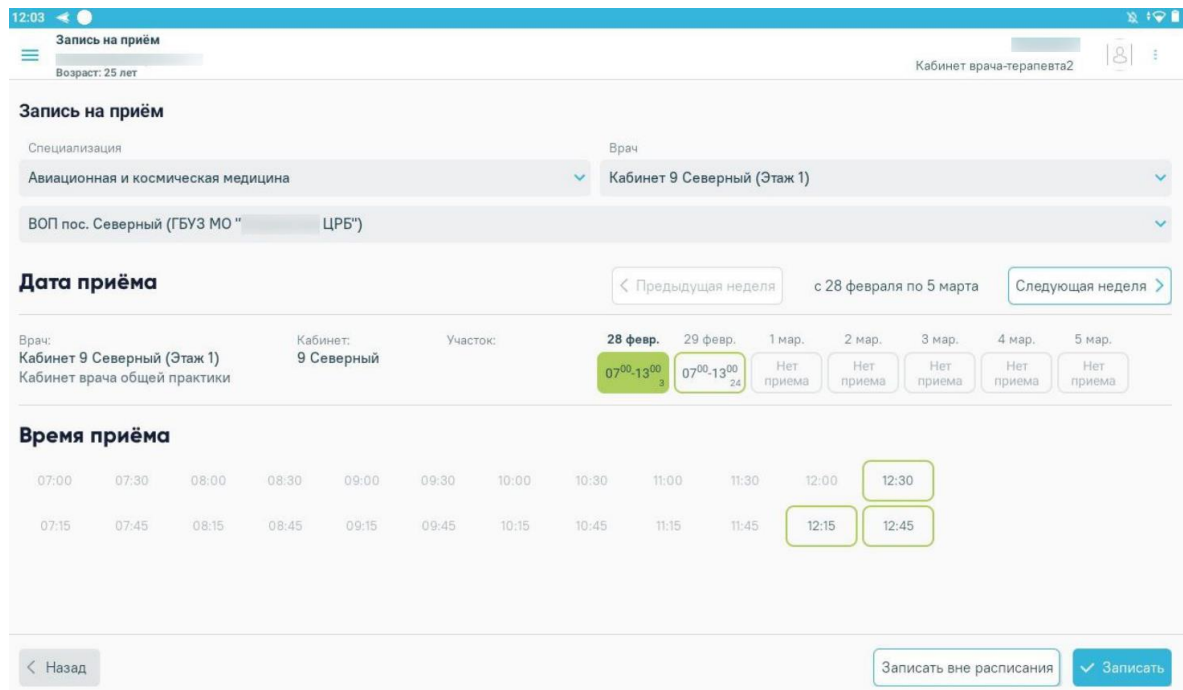 12:03
Запись на приём
Возраст: 25 лет
Кабинет врача-терапевта2
Запись на приём
Специализация Врач
Авиационная и космическая медицина Кабинет 9 Северный (Этаж 1)
ВОП пос. Северный (ГБУЗ МО " ЦРБ")
Дата приёма Предыдущая неделя с 28 февраля по 5 марта Следующая неделя
Врач: Кабинет: Участок: 28 февр. 29 февр. 1 мар. 2 мар. 3 мар. 4 мар. 5 мар.
Кабинет 9 Северный (Этаж 1) 9 Северный 07⁰⁰-13⁰⁰ 3 07⁰⁰-13⁰⁰ 24 Нет приема Нет приема Нет приема Нет приема Нет приема
Кабинет врача общей практики
Время приёма
07:00 07:30 08:00 08:30 09:00 09:30 10:00 10:30 11:00 11:30 12:00 12:30
07:15 07:45 08:15 08:45 09:15 09:45 10:15 10:45 11:15 11:45 12:15 12:45
Назад Записать вне расписания Записать